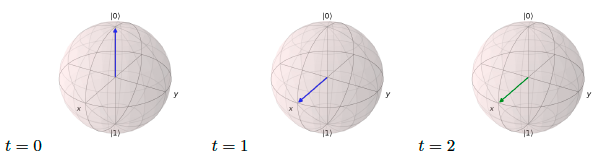 |0⟩
x
y
|1⟩
t = 0
|0⟩
x
y
|1⟩
t = 1
|0⟩
x
y
|1⟩
t = 2